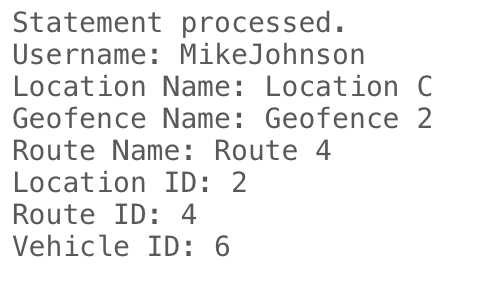 Statement processed.
Username: MikeJohnson
Location Name: Location C
Geofence Name: Geofence 2
Route Name: Route 4
Location ID: 2
Route ID: 4
Vehicle ID: 6